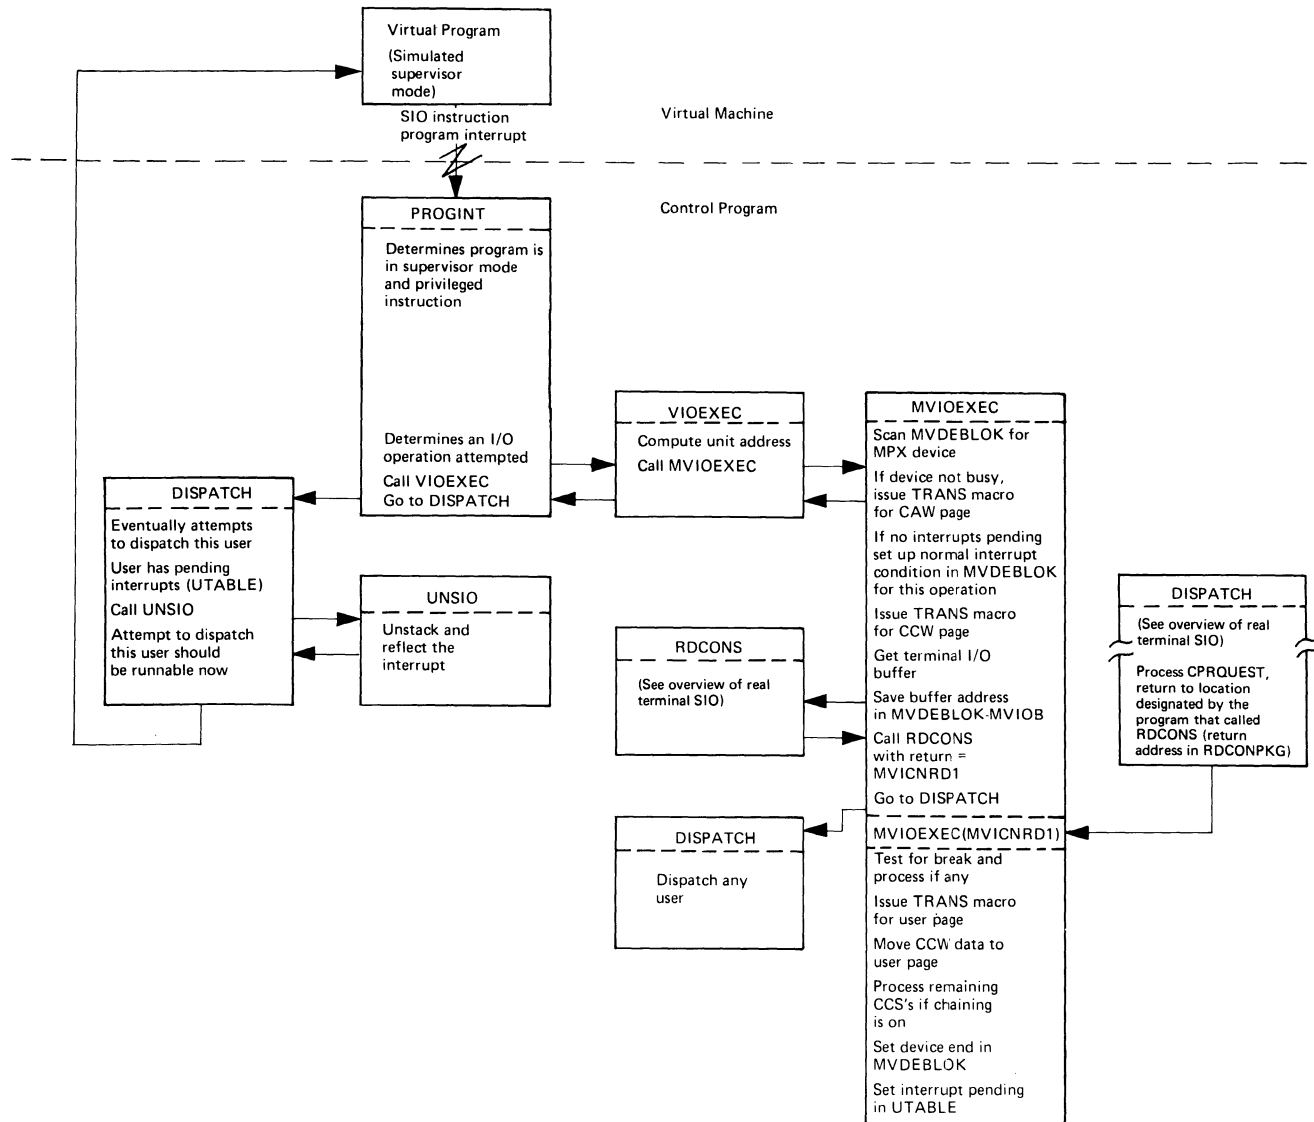 Virtual Program
(Simulated
supervisor
mode)
SIO instruction
program interrupt
Virtual Machine
Control Program
PROGINT
Determines program is
in supervisor mode
and privileged
instruction
Determines an I/O
operation attempted
Call VIOEXEC
Go to DISPATCH
VIOEXEC
Compute unit address
Call MVIOEXEC
MVIOEXEC
Scan MVDEBLOK for
MPX device
If device not busy,
issue TRANS macro
for CAW page
If no interrupts pending
set up normal interrupt
condition in MVDEBLOK
for this operation
Issue TRANS macro
for CCW page
Get terminal I/O
buffer
Save buffer address
in MVDEBLOK-MVIOB
Call RDCONS
with return =
MVICNRD1
Go to DISPATCH
MVIOEXEC(MVICNRD1)
Test for break and
process if any
Issue TRANS macro
for user page
Move CCW data to
user page
Process remaining
CCS's if chaining
is on
Set device end in
MVDEBLOK
Set interrupt pending
in UTABLE
DISPATCH
Eventually attempts
to dispatch this user
User has pending
interrupts (UTABLE)
Call UNSIO
Attempt to dispatch
this user should
be runnable now
UNSIO
Unstack and
reflect the
interrupt
RDCONS
(See overview of real
terminal SIO)
DISPATCH
Dispatch any
user
DISPATCH
(See overview of real
terminal SIO)
Process CPRQUEST,
return to location
designated by the
program that called
RDCONS (return
address in RDCONPKG)